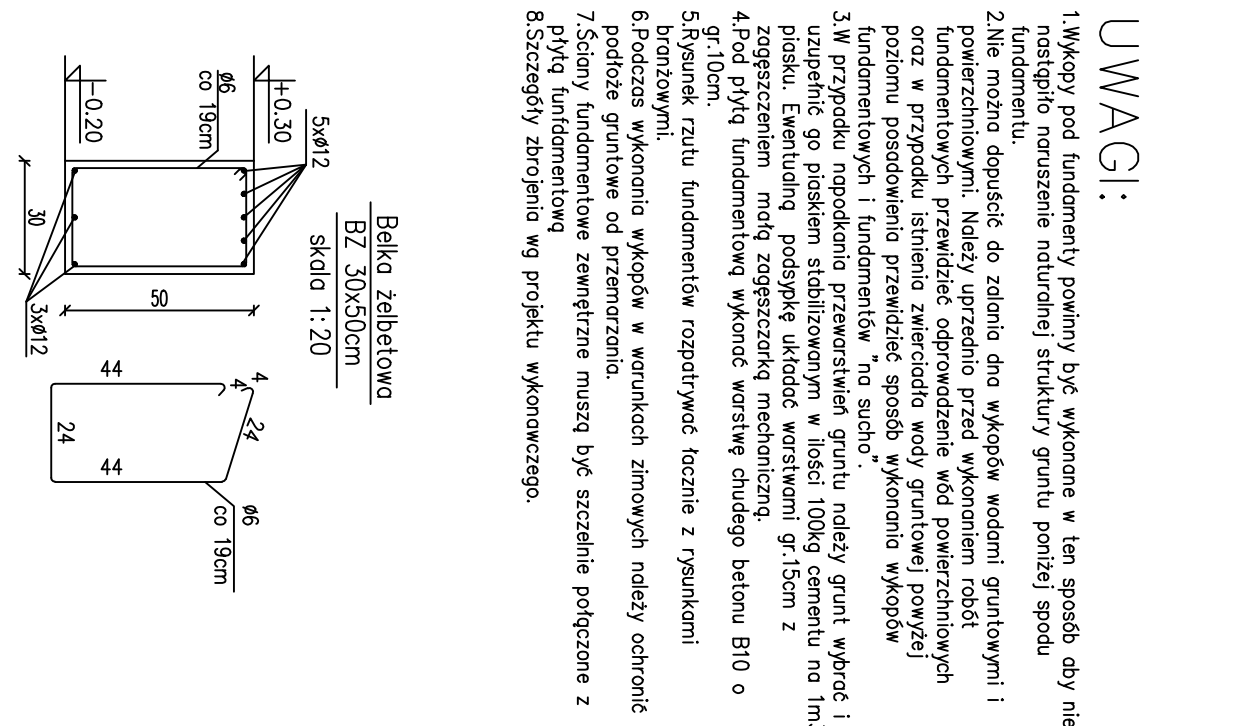 UWAGI:
1.Wykopy pod fundamenty powinny być wykonane w ten sposób aby nie
nastąpiło naruszenie naturalnej struktury gruntu poniżej spodu
fundamentu.
2.Nie można dopuścić do zalania dna wykopów wodami gruntowymi i
powierzchniowymi. Należy uprzednio przed wykonaniem robót
fundamentowych przewidzieć odprowadzenie wód powierzchniowych
oraz w przypadku istnienia zwierciadła wody gruntowej powyżej
poziomu posadowienia przewidzieć sposób wykonania wykopów
fundamentowych i fundamentów "na sucho".
3.W przypadku napodkania przewarstwień gruntu należy grunt wybrać i
uzupełnić go piaskiem stabilizowanym w ilości 100kg cementu na 1m3
piasku. Ewentualną podsypkę układać warstwami gr.15cm z
zagęszczeniem małą zagęszczarką mechaniczną.
4.Pod płytą fundamentową wykonać warstwę chudego betonu B10 o
gr.10cm.
5.Rysunek rzutu fundamentów rozpatrywać łacznie z rysunkami
branżowymi.
6.Podczas wykonania wykopów w warunkach zimowych należy ochronić
podłoże gruntowe od przemarzania.
7.Ściany fundamentowe zewnętrzne muszą być szczelnie połączone z
płytą funfdamentową
8.Szczegóły zbrojenia wg projektu wykonawczego.
Belka żelbetowa
BZ 30x50cm
skala 1:20
5xø12
+0.30
ø6
co 19cm
-0.20
50
30
3xø12
4
4
24
44
44
24
ø6
co 19cm